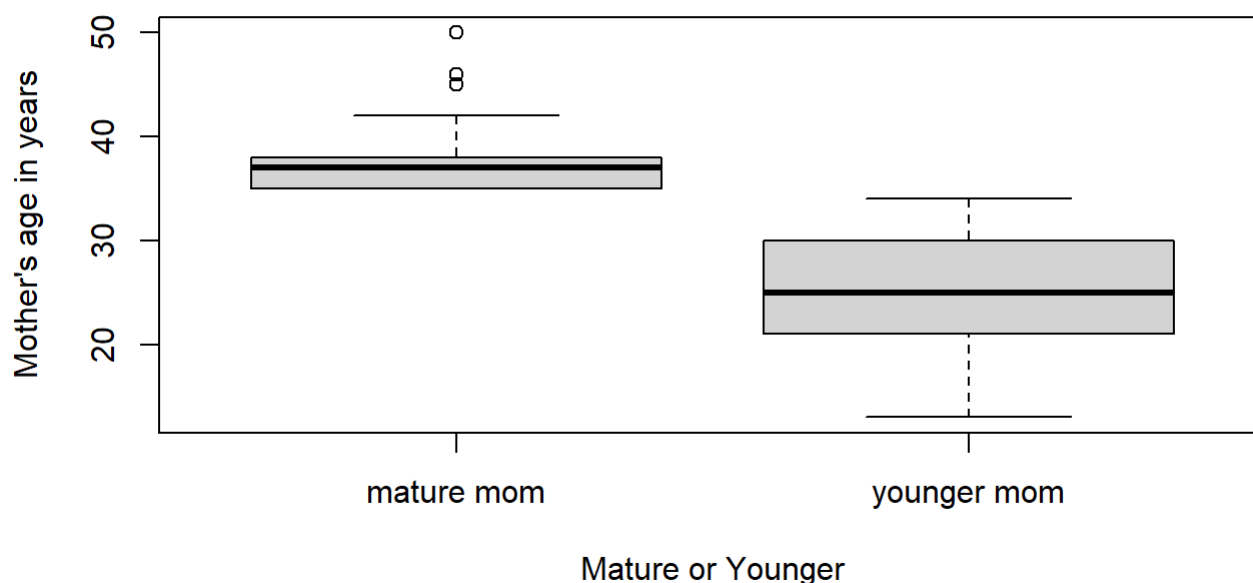 Mother's age in years
50
40
30
20
mature mom
younger mom
Mature or Younger